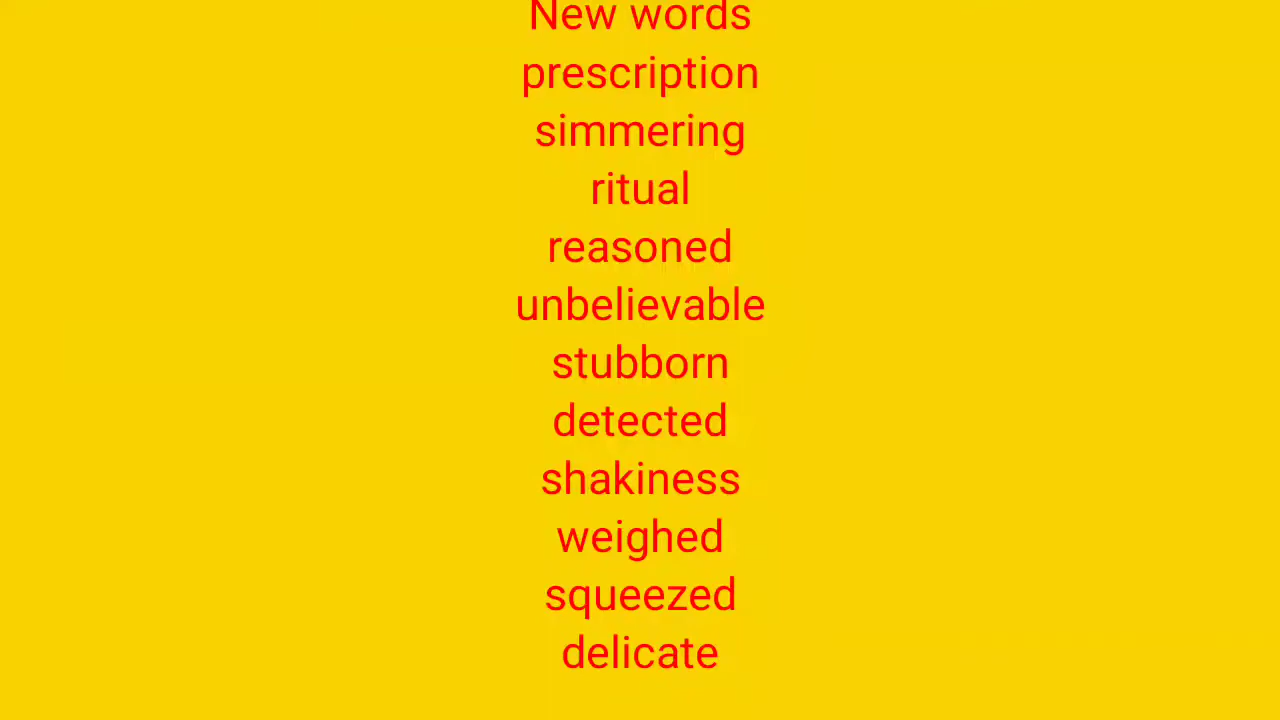 New words
prescription
simmering
ritual
reasoned
unbelievable
stubborn
detected
shakiness
weighed
squeezed
delicate